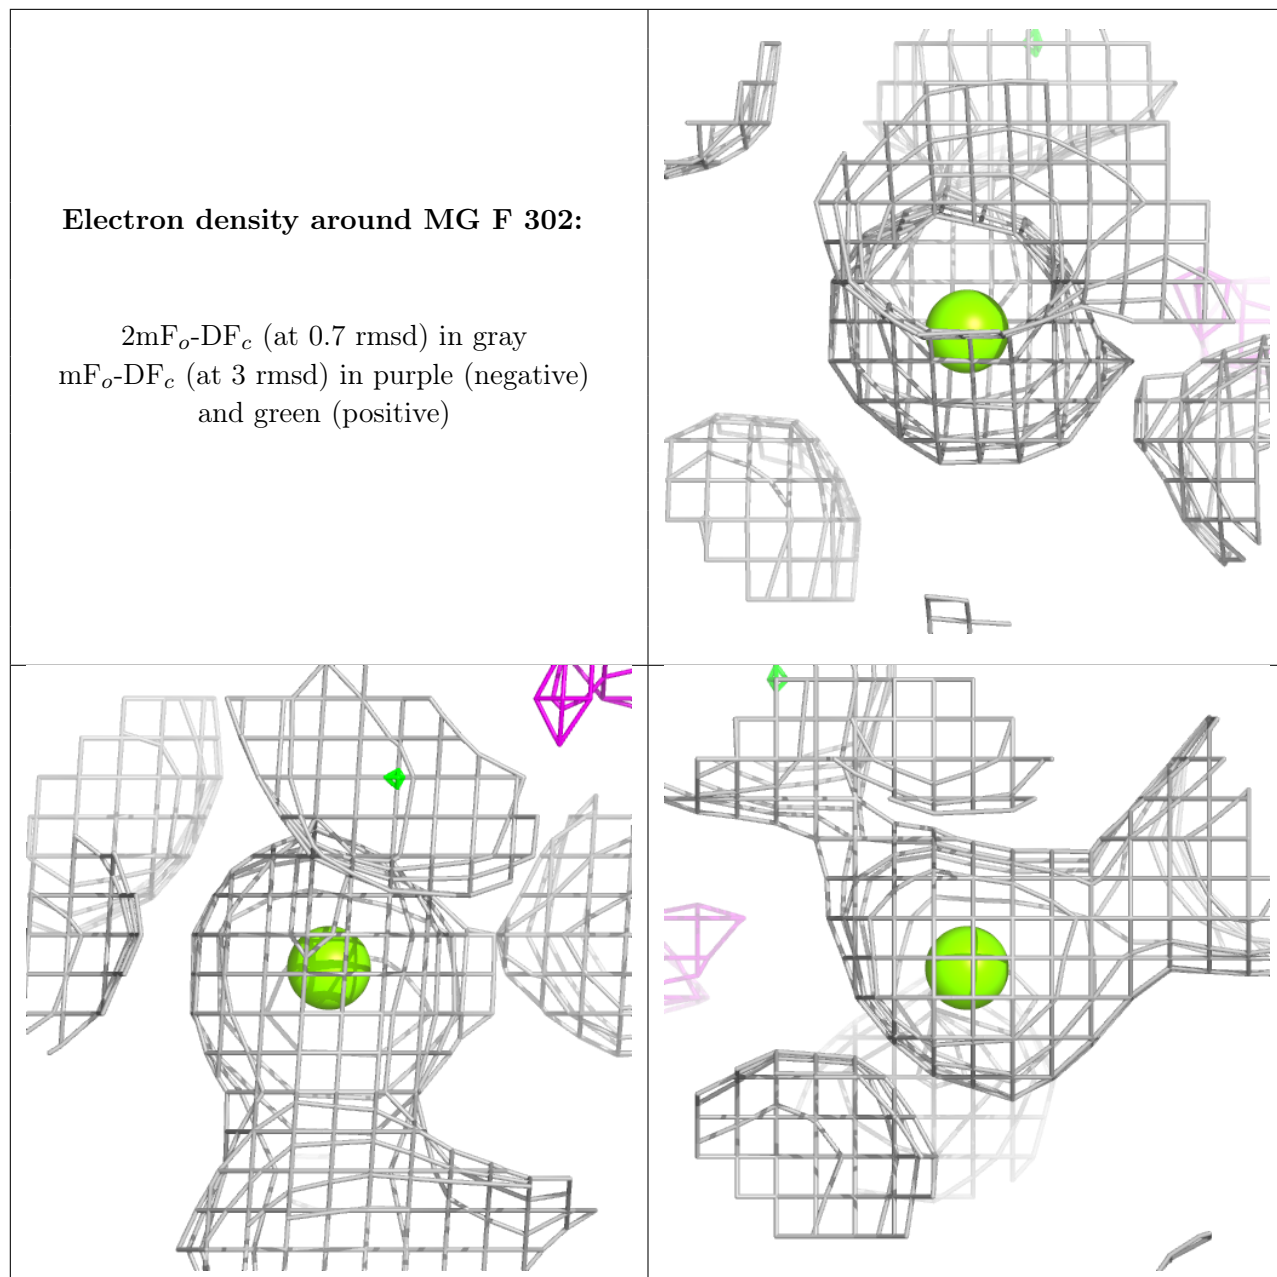 Electron density around MG F 302:
2mFo-DFc (at 0.7 rmsd) in gray
mFo-DFc (at 3 rmsd) in purple (negative)
and green (positive)